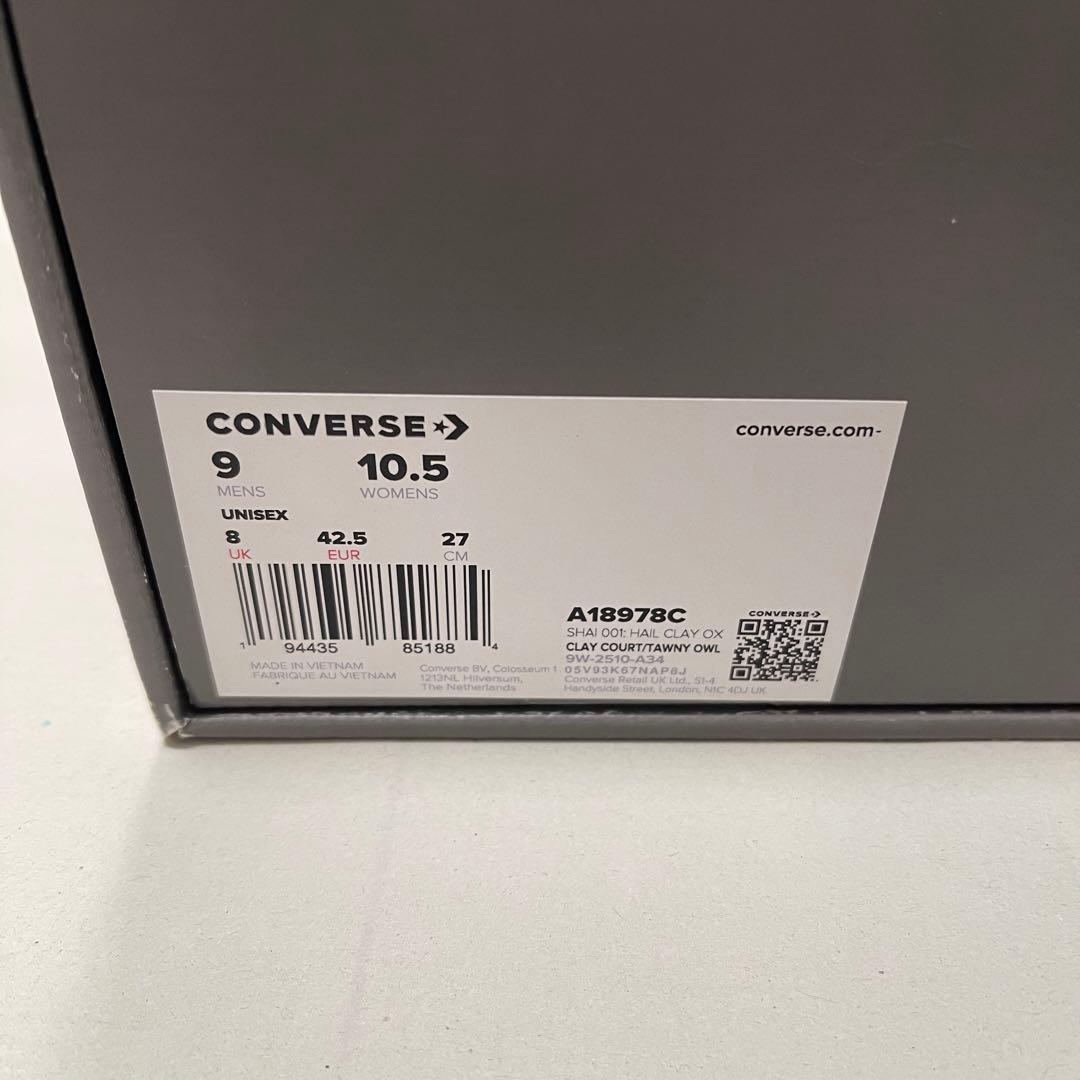 CONVERSE
converse.com-
9 10.5
MENS WOMENS
UNISEX
8 42.5 27
UK EUR CM
1 94435 85188 4
MADE IN VIETNAM
FABRIQUE AU VIETNAM
Converse BV, Colosseum 1
1213NL Hilversum,
The Netherlands
A18978C
SHAI 001: HAIL CLAY OX
CLAY COURT/TAWNY OWL
9W-2510-A34
05V93K67NAP8J
Converse Retail UK Ltd., S1-4
Handyside Street, London, N1C 4DJ UK
CONVERSE